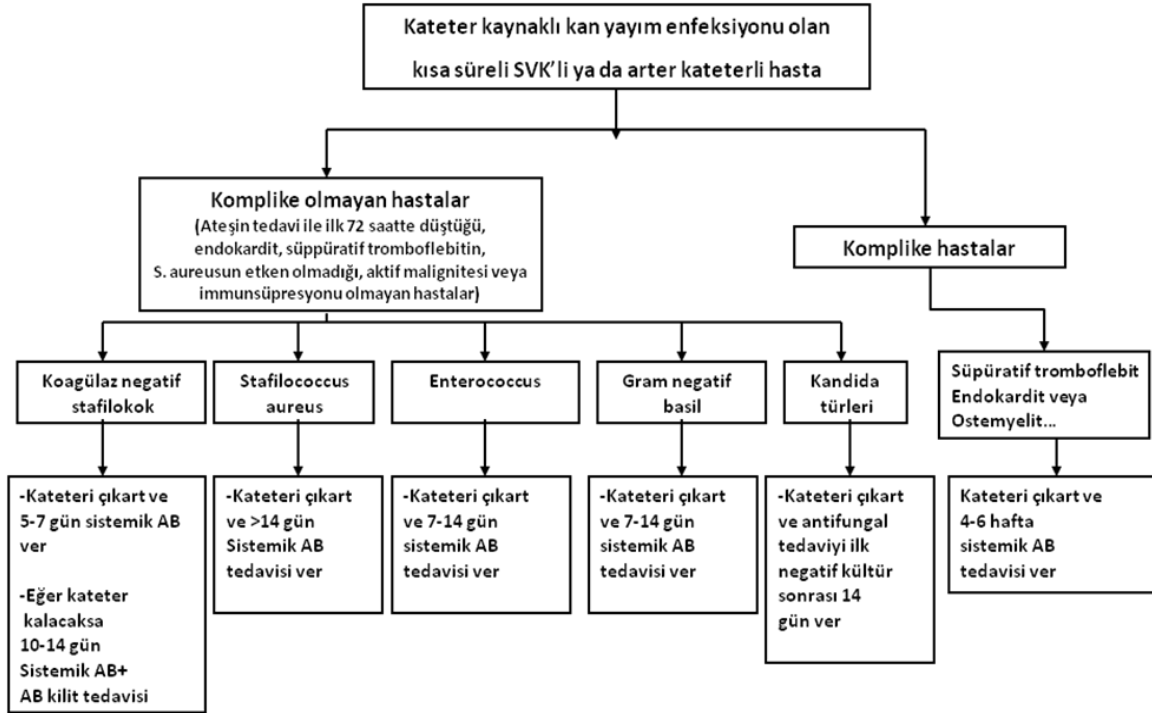 Kateter kaynaklı kan yayım enfeksiyonu olan
kısa süreli SVK'li ya da arter kateterli hasta
Komplike olmayan hastalar
(Ateşin tedavi ile ilk 72 saatte düştüğü,
endokardit, süppüratif tromboflebitin,
S. aureusun etken olmadığı, aktif malignitesi veya
immunsüpresyonu olmayan hastalar)
Komplike hastalar
Koagülaz negatif
stafilokok
Stafilococcus
aureus
Enterococcus
Gram negatif
basil
Kandida
türleri
Süpüratif tromboflebit
Endokardit veya
Ostemyelit...
-Kateteri çıkart ve
5-7 gün sistemik AB
ver
-Eğer kateter
kalacaksa
10-14 gün
Sistemik AB+
AB kilit tedavisi
-Kateteri çıkart
ve >14 gün
Sistemik AB
tedavisi ver
-Kateteri çıkart
ve 7-14 gün
sistemik AB
tedavisi ver
-Kateteri çıkart
ve 7-14 gün
sistemik AB
tedavisi ver
-Kateteri çıkart
ve antifungal
tedaviyi ilk
negatif kültür
sonrası 14
gün ver
Kateteri çıkart ve
4-6 hafta
sistemik AB
tedavisi ver